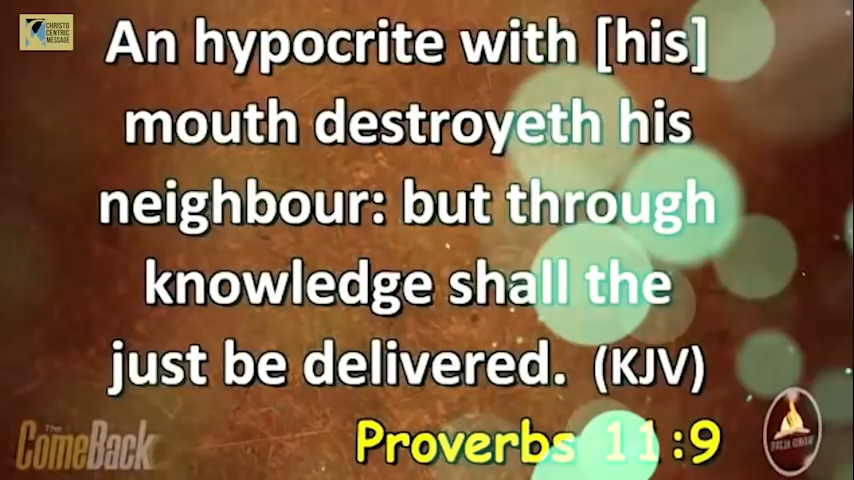 CHRISTO
CENTRIC
MESSAGE
An hypocrite with [his]
mouth destroyeth his
neighbour: but through
knowledge shall the
just be delivered. (KJV)
Proverbs 11:9
The
ComeBack